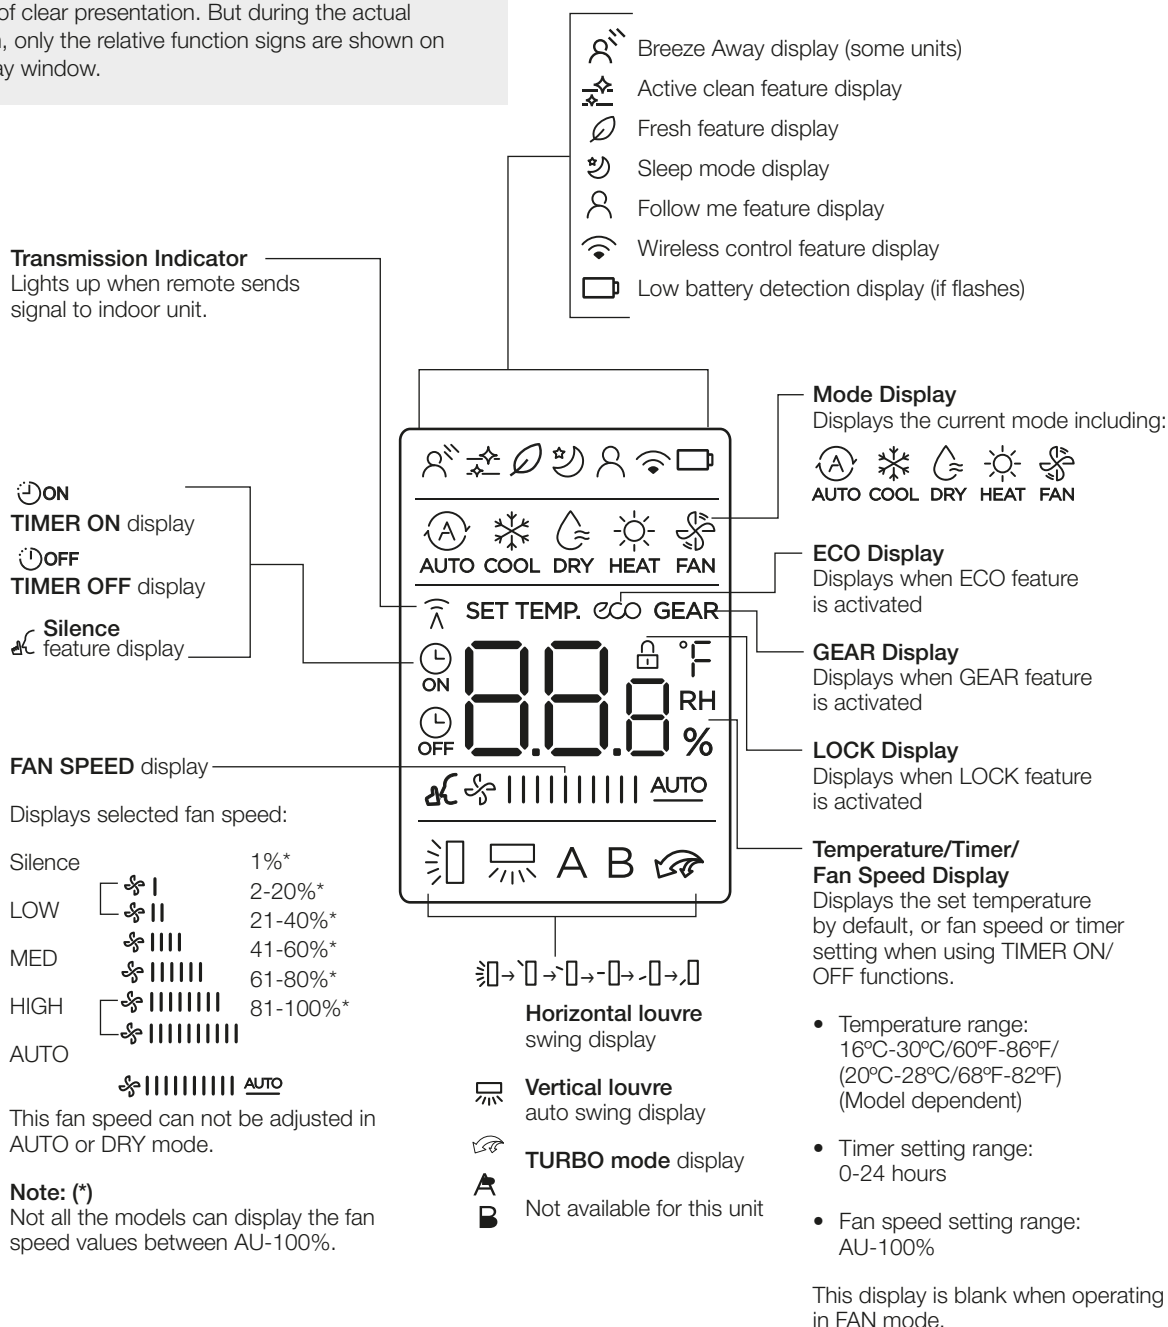 of clear presentation. But during the actual
, only the relative function signs are shown on
ay window.
Breeze Away display (some units)
Active clean feature display
Fresh feature display
Sleep mode display
Follow me feature display
Wireless control feature display
Low battery detection display (if flashes)
Transmission Indicator
Lights up when remote sends
signal to indoor unit.
ON
TIMER ON display
OFF
TIMER OFF display
Silence
feature display
AUTO COOL DRY HEAT FAN
SET TEMP. eco GEAR
ON
OFF
88.8
°F
RH
%
AUTO
A B
Mode Display
Displays the current mode including:
A
AUTO COOL DRY HEAT FAN
ECO Display
Displays when ECO feature
is activated
GEAR Display
Displays when GEAR feature
is activated
LOCK Display
Displays when LOCK feature
is activated
Temperature/Timer/
Fan Speed Display
Displays the set temperature
by default, or fan speed or timer
setting when using TIMER ON/
OFF functions.
• Temperature range:
16ºC-30ºC/60ºF-86ºF/
(20ºC-28ºC/68ºF-82ºF)
(Model dependent)
• Timer setting range:
0-24 hours
• Fan speed setting range:
AU-100%
This display is blank when operating
in FAN mode.
FAN SPEED display
Displays selected fan speed:
Silence 1%*
2-20%*
LOW 21-40%*
MED 41-60%*
61-80%*
HIGH 81-100%*
AUTO
AUTO
This fan speed can not be adjusted in
AUTO or DRY mode.
Note: (*)
Not all the models can display the fan
speed values between AU-100%.
Horizontal louvre
swing display
Vertical louvre
auto swing display
TURBO mode display
A
B Not available for this unit